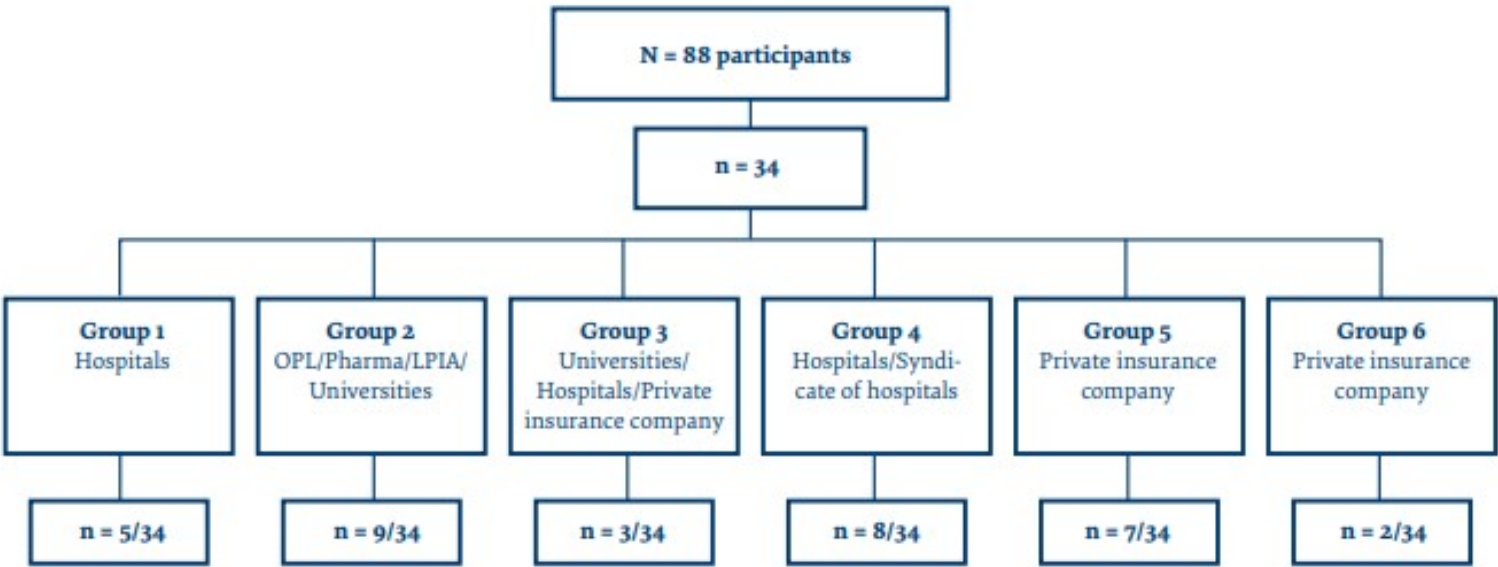 N = 88 participants
n = 34
Group 1
Hospitals
Group 2
OPL/Pharma/LPIA/
Universities
Group 3
Universities/
Hospitals/Private
insurance company
Group 4
Hospitals/Syndi-
cate of hospitals
Group 5
Private insurance
company
Group 6
Private insurance
company
n = 5/34
n = 9/34
n = 3/34
n = 8/34
n = 7/34
n = 2/34